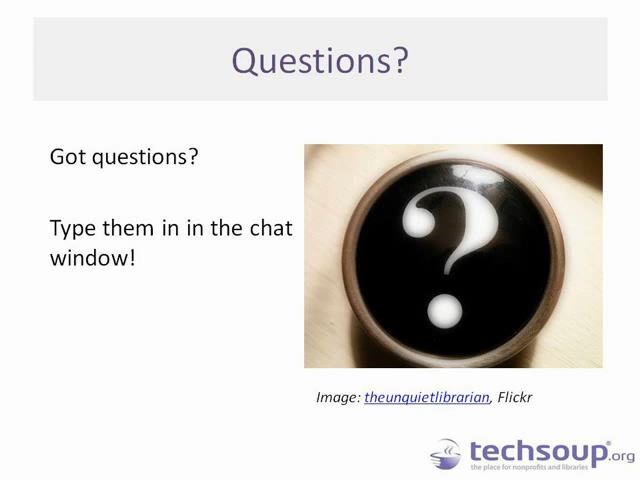 Questions?
Got questions?
Type them in in the chat
window!
?
Image: theunquietlibrarian, Flickr
techsoup®.org
the place for nonprofits and libraries